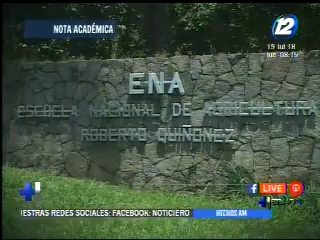 NOTA ACADÉMICA
12
19 Jul 18
ENA
ESCUELA NACIONAL DE AGRICULTURA
ROBERTO QUIÑONEZ
LIVE
ESTRAS REDES SOCIALES: FACEBOOK: NOTICIERO
HECHOS AM